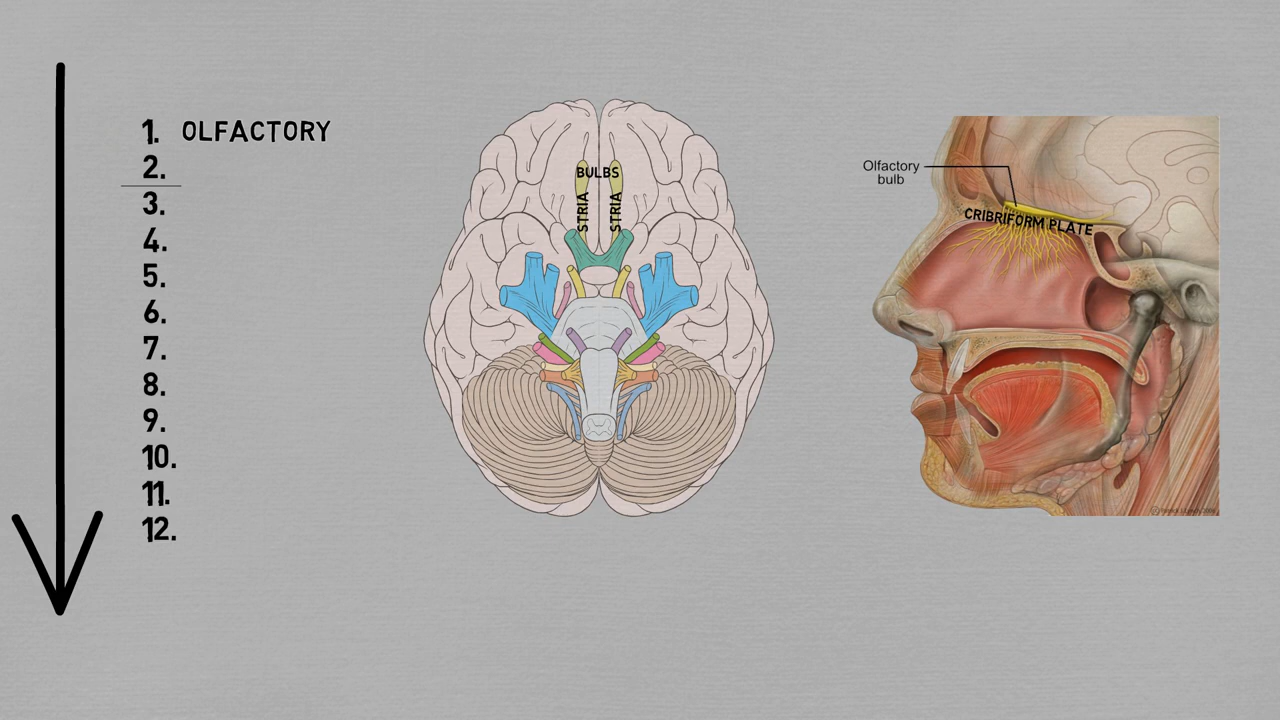 1. OLFACTORY
2.
3.
4.
5.
6.
7.
8.
9.
10.
11.
12.
BULBS
STRIA
STRIA
Olfactory
bulb
CRIBRIFORM PLATE